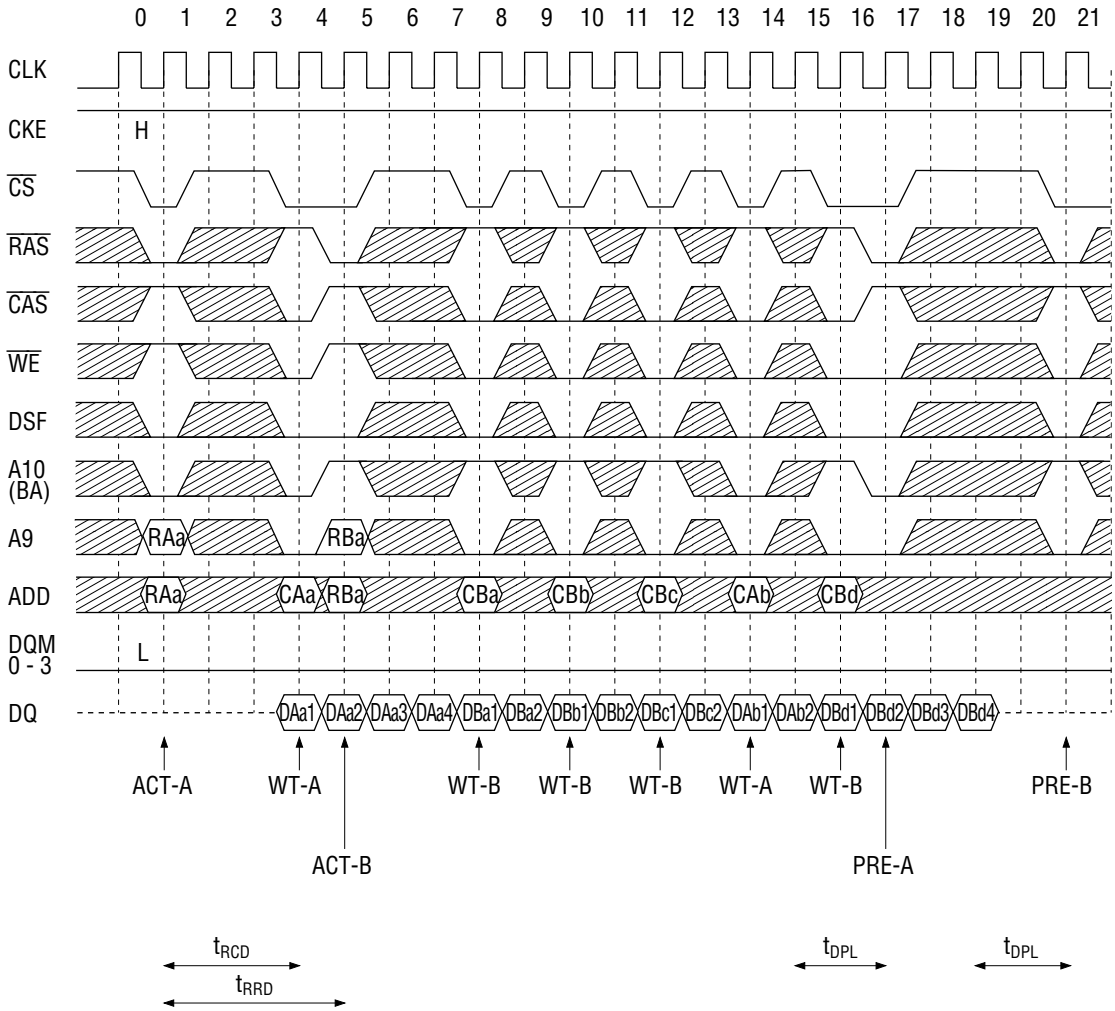 0 1 2 3 4 5 6 7 8 9 10 11 12 13 14 15 16 17 18 19 20 21
CLK
CKE H
CS
RAS
CAS
WE
DSF
A10
(BA)
A9 RAa RBa
ADD RAa CAa RBa CBa CBb CBc CAb CBd
DQM
0 - 3 L
DQ DAa1 DAa2 DAa3 DAa4 DBa1 DBa2 DBb1 DBb2 DBc1 DBc2 DAb1 DAb2 DBd1 DBd2 DBd3 DBd4
ACT-A WT-A WT-B WT-B WT-B WT-A WT-B PRE-B
ACT-B PRE-A
tRCD tDPL tDPL
tRRD